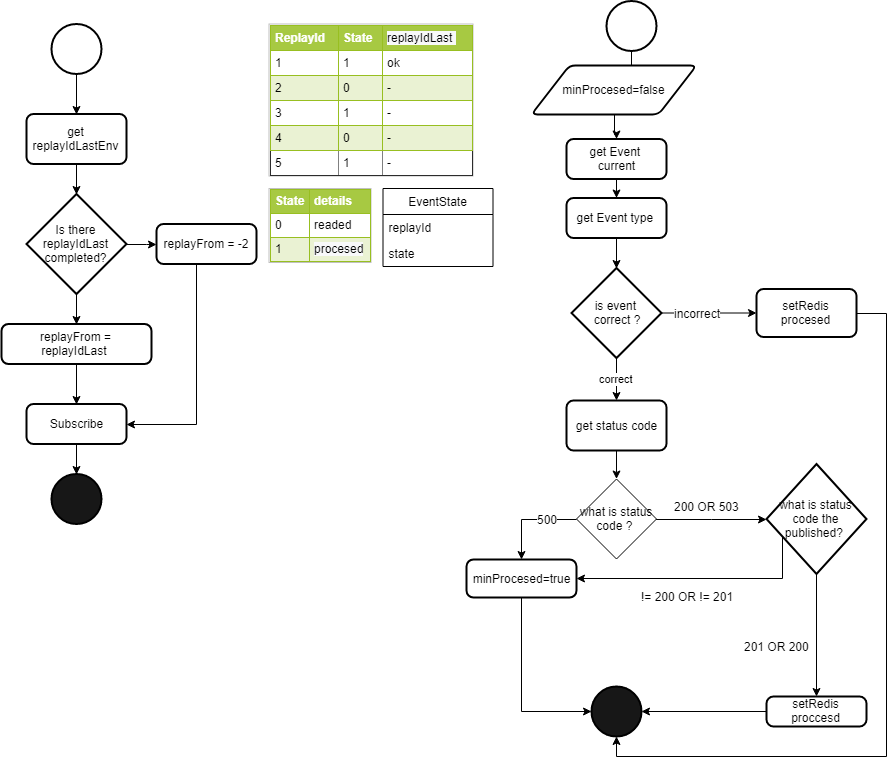 get
replayIdLastEnv
Is there
replayIdLast
completed?
replayFrom = -2
replayFrom =
replayIdLast
Subscribe
ReplayId State replayIdLast
1 1 ok
2 0 -
3 1 -
4 0 -
5 1 -
State details
0 readed
1 procesed
EventState
replayId
state
minProcesed=false
get Event
current
get Event type
is event
correct ?
incorrect
setRedis
procesed
correct
get status code
what is status
code ?
500
200 OR 503
what is status
code the
published?
minProcesed=true
!= 200 OR != 201
201 OR 200
setRedis
proccesd